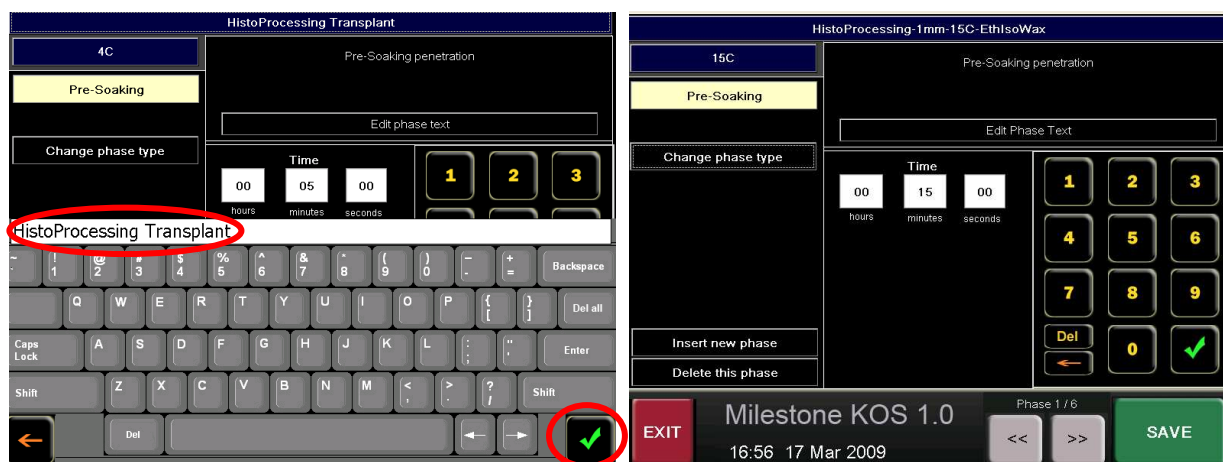 HistoProcessing Transplant
4C
Pre-Soaking penetration
Pre-Soaking
Edit phase text
Change phase type
Time
00 05 00
hours minutes seconds
1 2 3
HistoProcessing Transplant
~ ! 1 @ 2 # 3 $ 4 % 5 ^ 6 & 7 * 8 ( 9 ) 0 _ - + = Backspace
Q W E R T Y U I O P { [ } ] Del all
Caps Lock A S D F G H J K L : ; " ' Enter
Shift Z X C V B N M < , > . ? / Shift
Del
HistoProcessing-1mm-15C-EthIsoWax
15C
Pre-Soaking penetration
Pre-Soaking
Edit Phase Text
Change phase type
Time
00 15 00
hours minutes seconds
1 2 3
4 5 6
7 8 9
Del 0
Insert new phase
Delete this phase
EXIT
Milestone KOS 1.0
16:56 17 Mar 2009
Phase 1 / 6
<< >>
SAVE